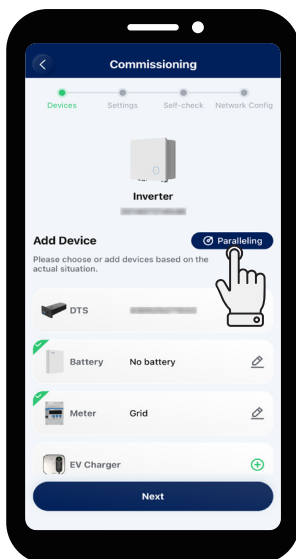 Commissioning
Devices Settings Self-check Network Config
Inverter
Add Device
Paralleling
Please choose or add devices based on the
actual situation.
DTS
Battery No battery
Meter Grid
EV Charger
Next